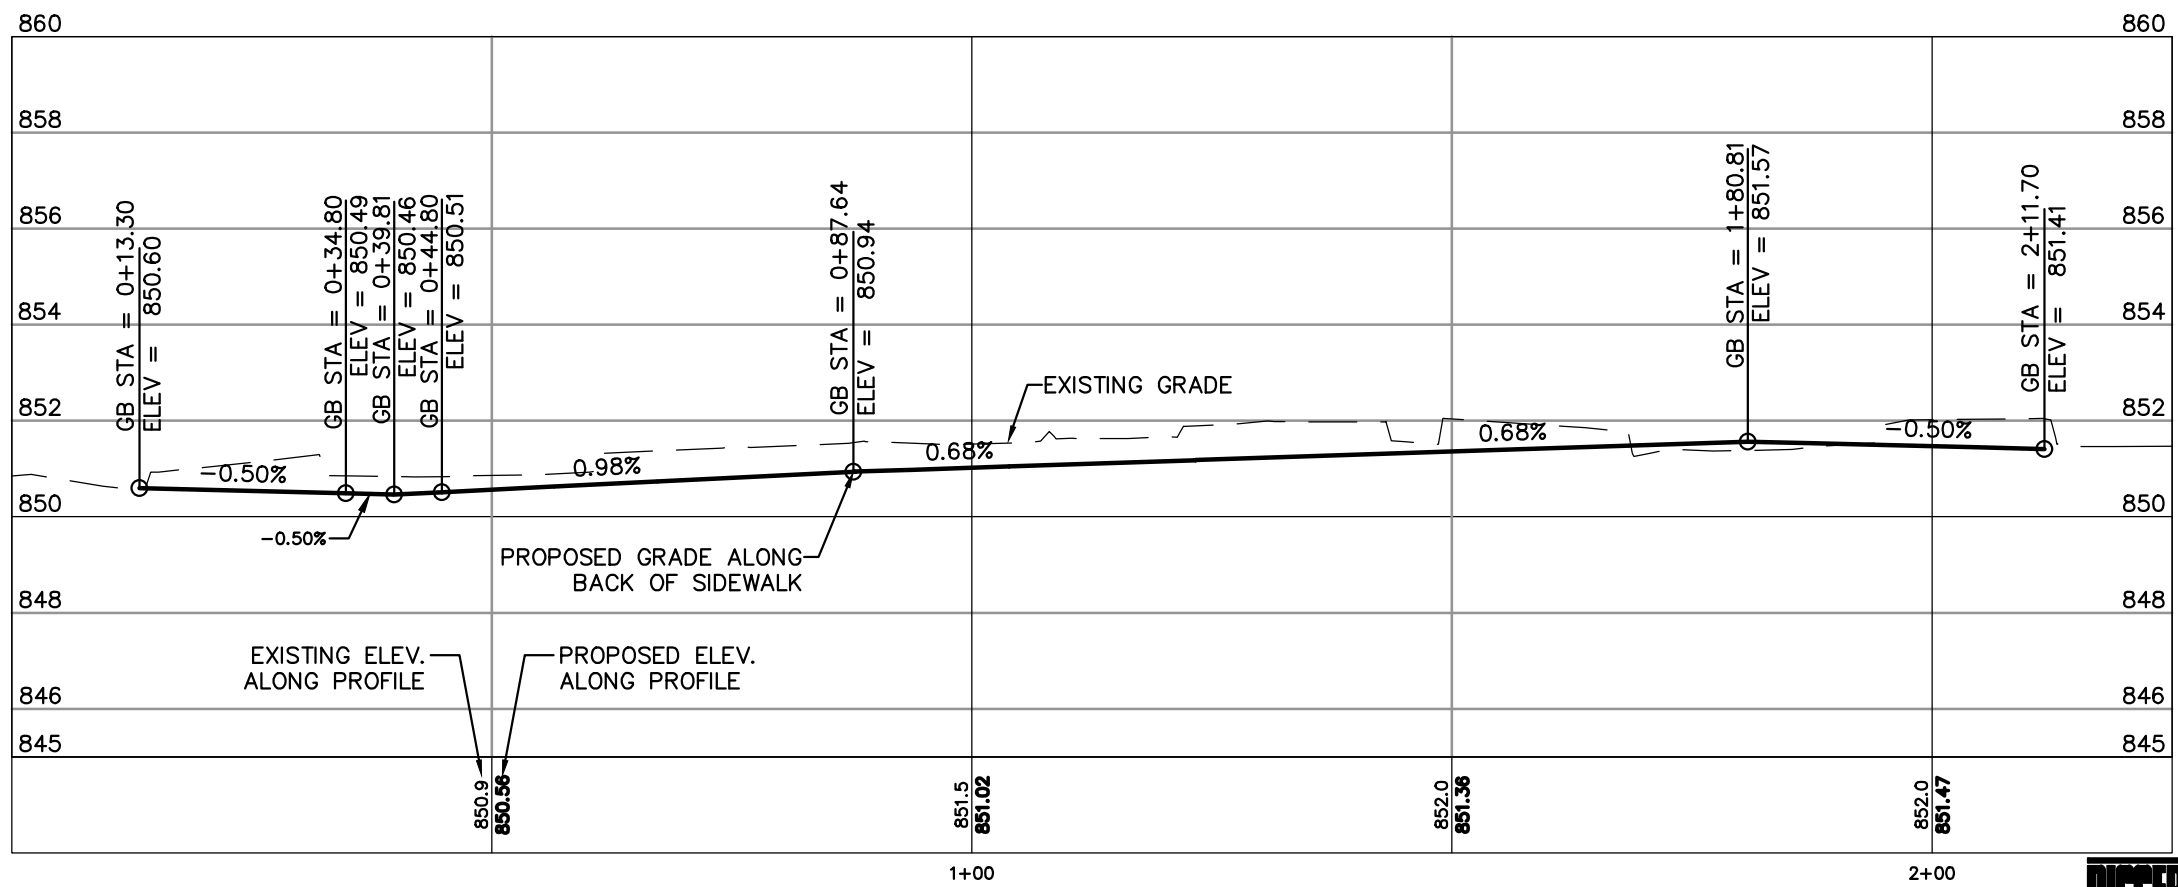 860
860
858
858
856
856
854
854
852
852
850
850
848
848
846
846
845
845
GB STA = 0+13.30
ELEV = 850.60
GB STA = 0+34.80
ELEV = 850.49
GB STA = 0+39.81
ELEV = 850.46
GB STA = 0+44.80
ELEV = 850.51
GB STA = 0+87.64
ELEV = 850.94
GB STA = 1+80.81
ELEV = 851.57
GB STA = 2+11.70
ELEV = 851.41
EXISTING GRADE
-0.50%
0.98%
0.68%
0.68%
-0.50%
-0.50%
PROPOSED GRADE ALONG
BACK OF SIDEWALK
EXISTING ELEV.
ALONG PROFILE
PROPOSED ELEV.
ALONG PROFILE
850.9
850.56
851.5
851.02
852.0
851.36
852.0
851.47
1+00
2+00